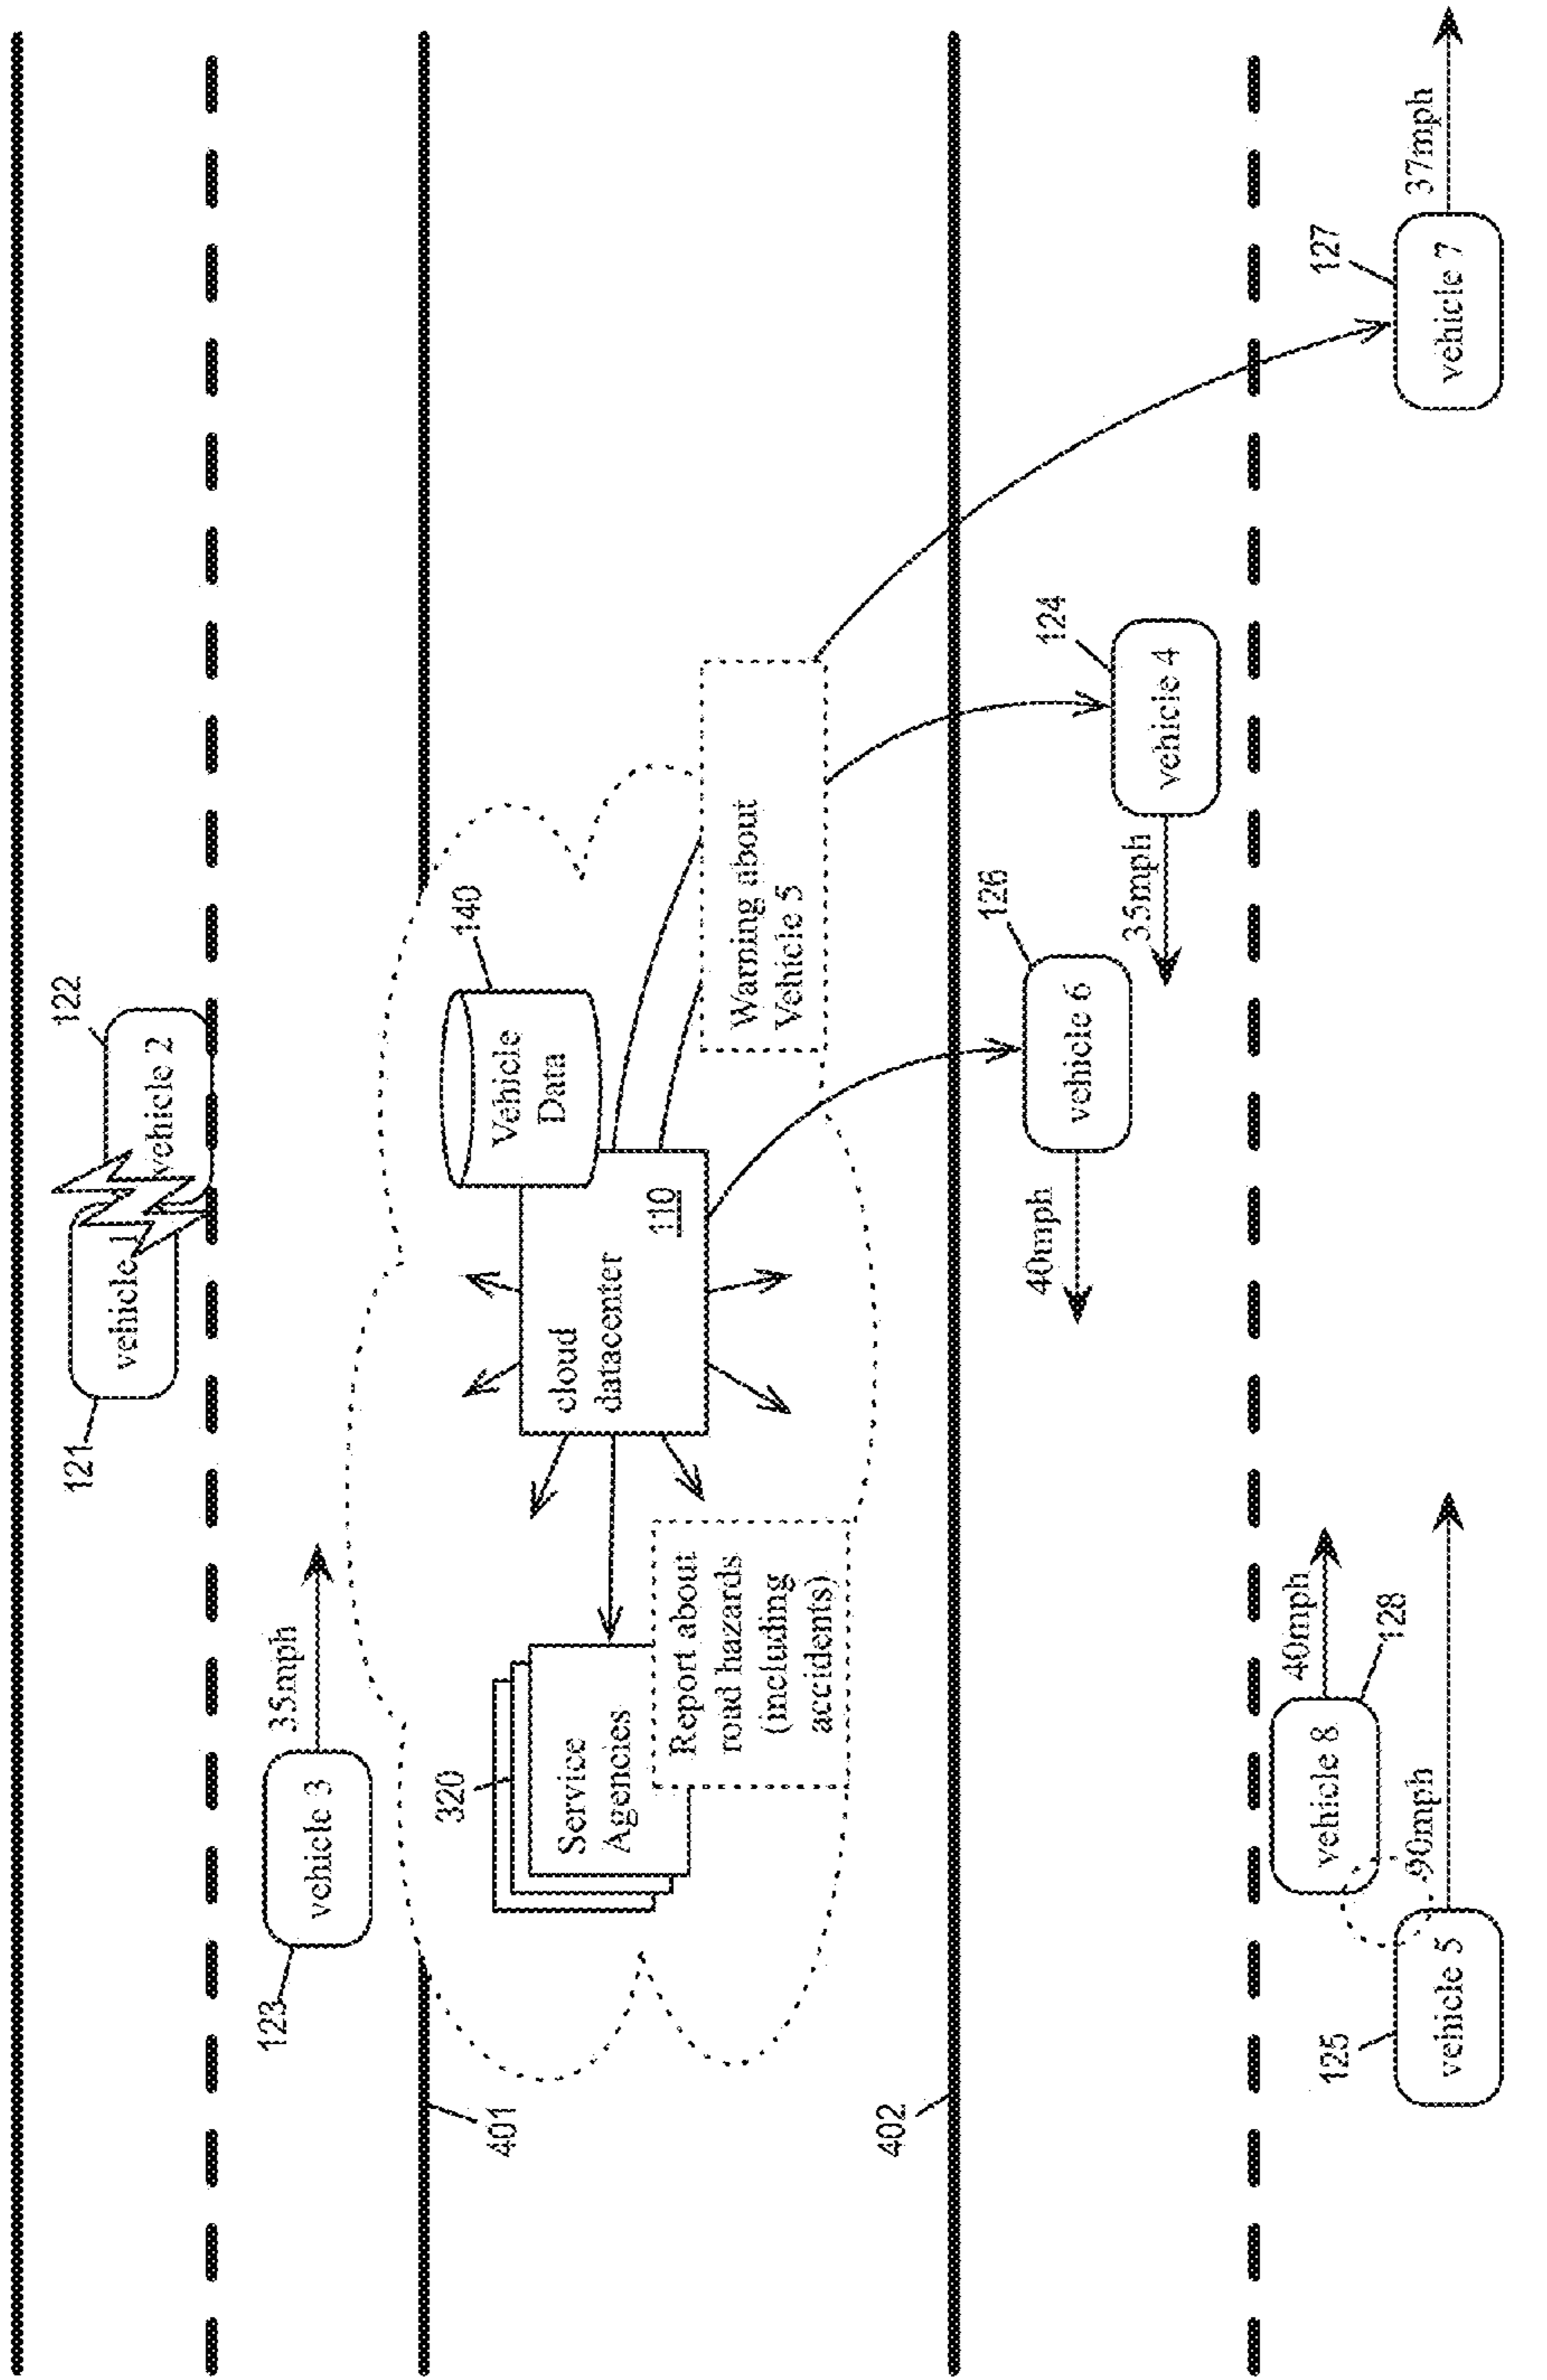 121
vehicle 1
122
vehicle 2
123
vehicle 3
35mph
401
320
Service
Agencies
Report about
road hazards
(including
accidents)
cloud
datacenter
110
140
Vehicle
Data
Warning about
Vehicle 5
402
40mph
126
vehicle 6
35mph
124
vehicle 4
125
vehicle 5
90mph
vehicle 8
128
40mph
127
vehicle 7
37mph